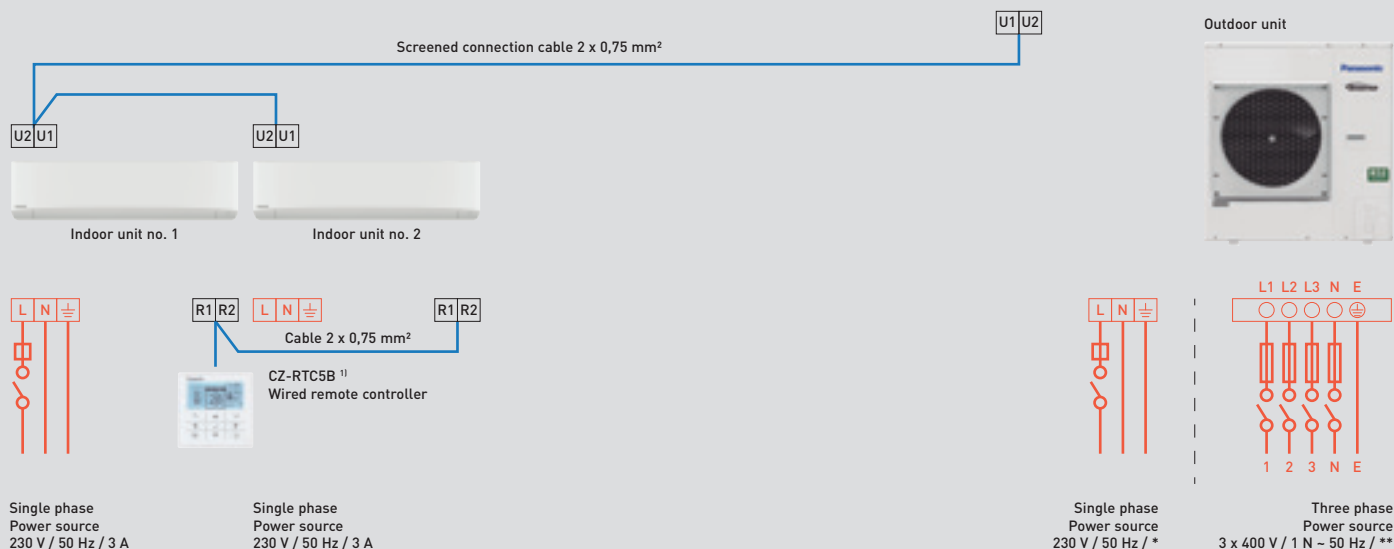 U1 U2
Outdoor unit
Screened connection cable 2 x 0,75 mm²
Panasonic
U2 U1
U2 U1
Indoor unit no. 1
Indoor unit no. 2
L N
R1 R2
L N
R1 R2
L N
L1 L2 L3 N E
Cable 2 x 0,75 mm²
CZ-RTC5B 1)
Wired remote controller
1 2 3 N E
Single phase
Power source
230 V / 50 Hz / 3 A
Single phase
Power source
230 V / 50 Hz / 3 A
Single phase
Power source
230 V / 50 Hz / *
Three phase
Power source
3 x 400 V / 1 N ~ 50 Hz / **